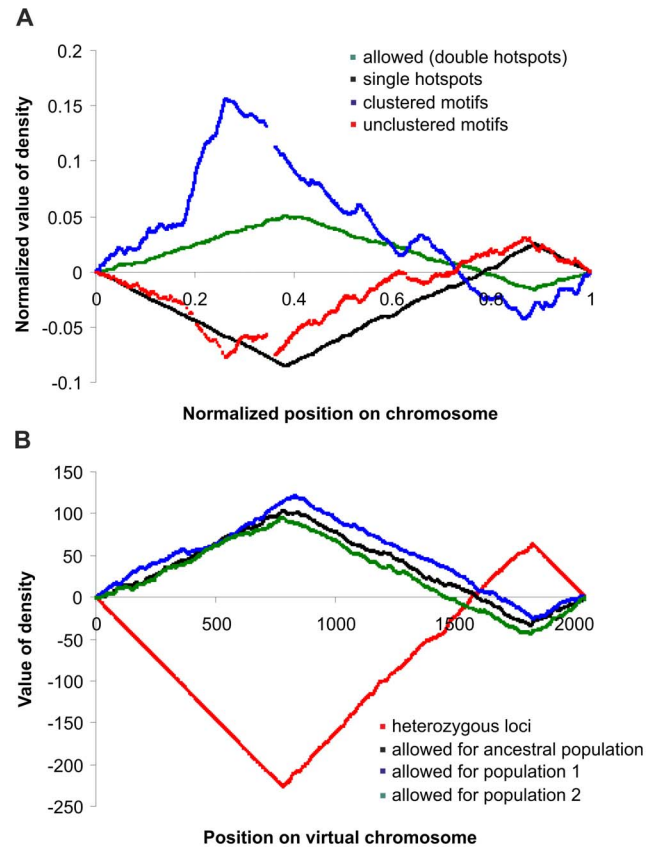 A
0.2
0.15
0.1
0.05
0
-0.05
-0.1
Normalized value of density
allowed (double hotspots)
single hotspots
clustered motifs
unclustered motifs
0 0.2 0.4 0.6 0.8 1
Normalized position on chromosome
B
150
100
50
0
-50
-100
-150
-200
-250
Value of density
0 500 1000 1500 2000
heterozygous loci
allowed for ancestral population
allowed for population 1
allowed for population 2
Position on virtual chromosome